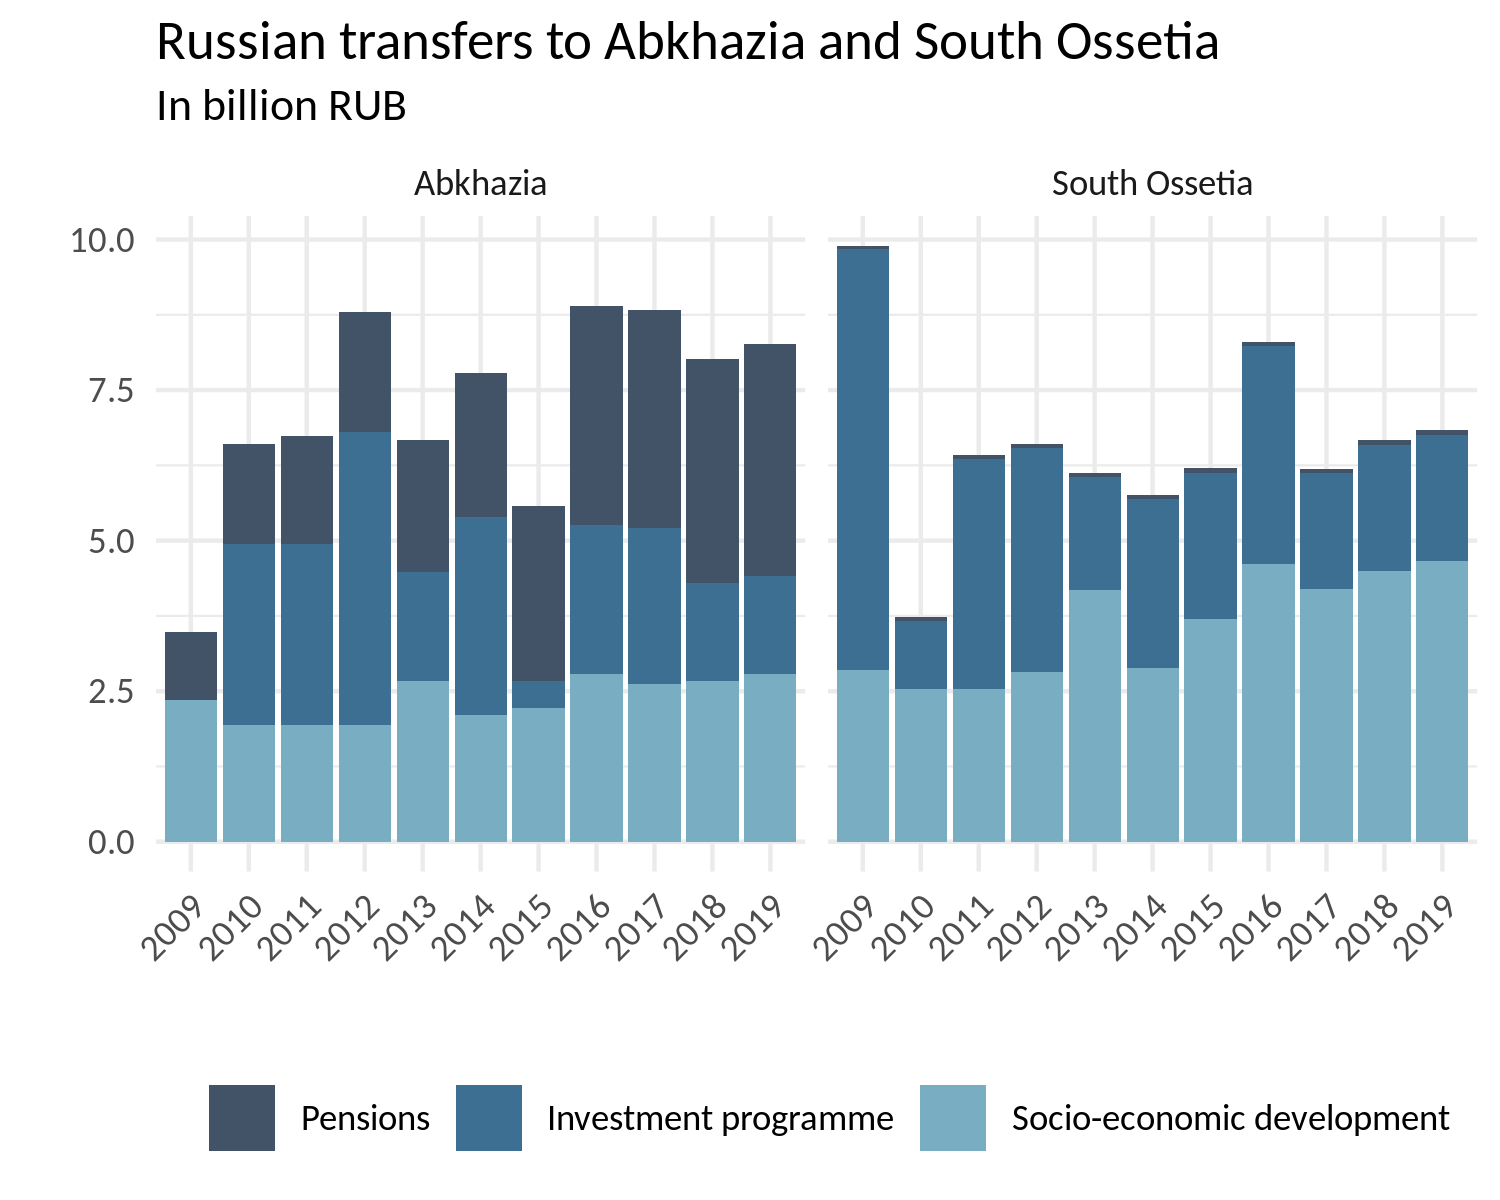 Russian transfers to Abkhazia and South Ossetia
In billion RUB
Abkhazia
South Ossetia
10.0
7.5
5.0
2.5
0.0
2009 2010 2011 2012 2013 2014 2015 2016 2017 2018 2019
2009 2010 2011 2012 2013 2014 2015 2016 2017 2018 2019
Pensions Investment programme Socio-economic development